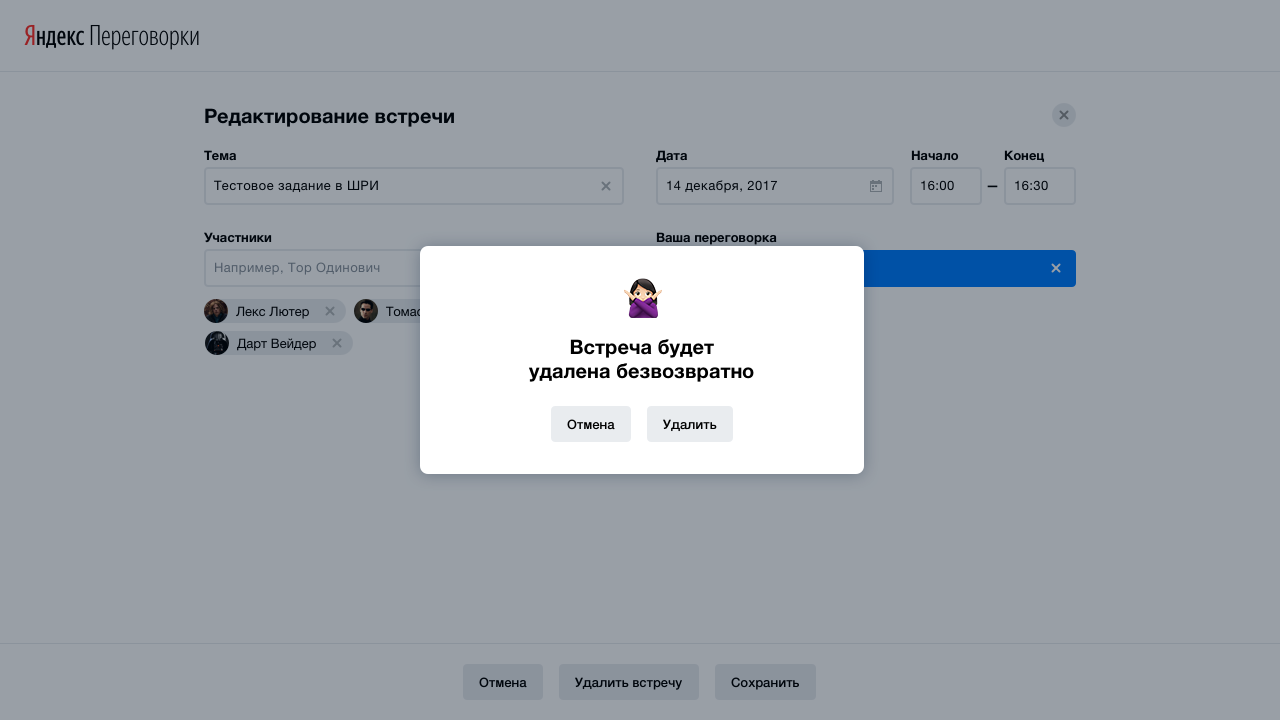 Яндекс Переговорки
Редактирование встречи
Тема
Дата
Начало
Конец
Тестовое задание в ШРИ
14 декабря, 2017
16:00
–
16:30
Участники
Ваша переговорка
Например, Тор Одинович
Лекс Лютер
Дарт Вейдер
Встреча будет
удалена безвозвратно
Отмена
Удалить
Отмена
Удалить встречу
Сохранить